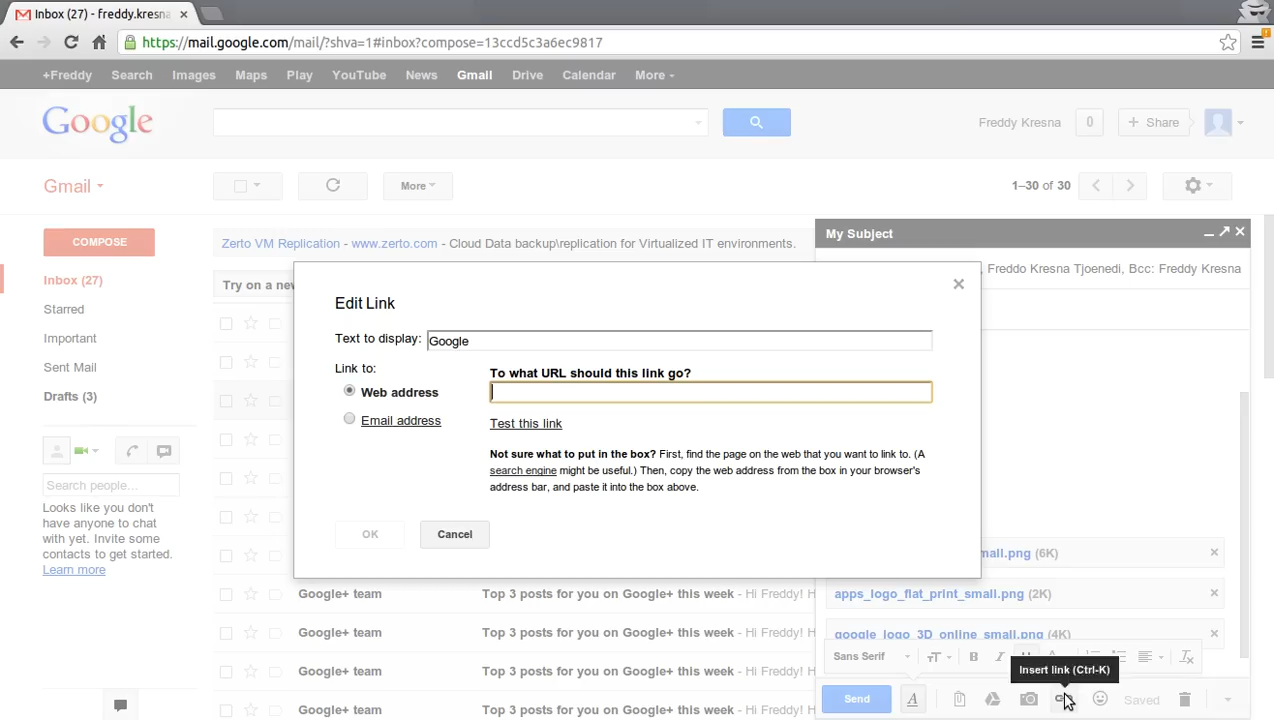 Inbox (27) - freddy.kresna
https://mail.google.com/mail/?shva=1#inbox?compose=13ccd5c3a6ec9817
+Freddy Search Images Maps Play YouTube News Gmail Drive Calendar More
Google
Freddy Kresna 0 + Share
Gmail
More
1–30 of 30
COMPOSE
Inbox (27)
Starred
Important
Sent Mail
Drafts (3)
Search people...
Looks like you don't
have anyone to chat
with yet. Invite some
contacts to get started.
Learn more
Zerto VM Replication - www.zerto.com - Cloud Data backup\replication for Virtualized IT environments.
Try on a new
My Subject
, Freddo Kresna Tjoenedi, Bcc: Freddy Kresna
Edit Link
Text to display: Google
Link to:
Web address
Email address
To what URL should this link go?
Test this link
Not sure what to put in the box? First, find the page on the web that you want to link to. (A
search engine might be useful.) Then, copy the web address from the box in your browser's
address bar, and paste it into the box above.
OK Cancel
mall.png (6K)
apps_logo_flat_print_small.png (2K)
google_logo_3D_online_small.png (4K)
Google+ team Top 3 posts for you on Google+ this week - Hi Freddy! H
Google+ team Top 3 posts for you on Google+ this week - Hi Freddy! H
Google+ team Top 3 posts for you on Google+ this week - Hi Freddy! H
Google+ team Top 3 posts for you on Google+ this week - Hi Freddy! H
Sans Serif
Insert link (Ctrl-K)
Send
Saved